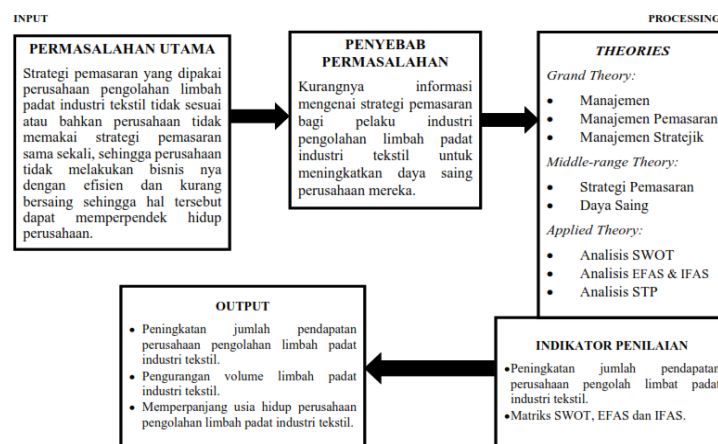 INPUT
PROCESSING
PERMASALAHAN UTAMA
Strategi pemasaran yang dipakai
perusahaan pengolahan limbah
padat industri tekstil tidak sesuai
atau bahkan perusahaan tidak
memakai strategi pemasaran
sama sekali, sehingga perusahaan
tidak melakukan bisnis nya
dengan efisien dan kurang
bersaing sehingga hal tersebut
dapat memperpendek hidup
perusahaan.
PENYEBAB
PERMASALAHAN
Kurangnya informasi
mengenai strategi pemasaran
bagi pelaku industri
pengolahan limbah padat
industri tekstil untuk
meningkatkan daya saing
perusahaan mereka.
THEORIES
Grand Theory:
• Manajemen
• Manajemen Pemasaran
• Manajemen Stratejik
Middle-range Theory:
• Strategi Pemasaran
• Daya Saing
Applied Theory:
• Analisis SWOT
• Analisis EFAS & IFAS
• Analisis STP
INDIKATOR PENILAIAN
•Peningkatan jumlah pendapatan
perusahaan pengolah limbat padat
industri tekstil.
•Matriks SWOT, EFAS dan IFAS.
OUTPUT
• Peningkatan jumlah pendapatan
perusahaan pengolahan limbah padat
industri tekstil.
• Pengurangan volume limbah padat
industri tekstil.
• Memperpanjang usia hidup perusahaan
pengolahan limbah padat industri tekstil.